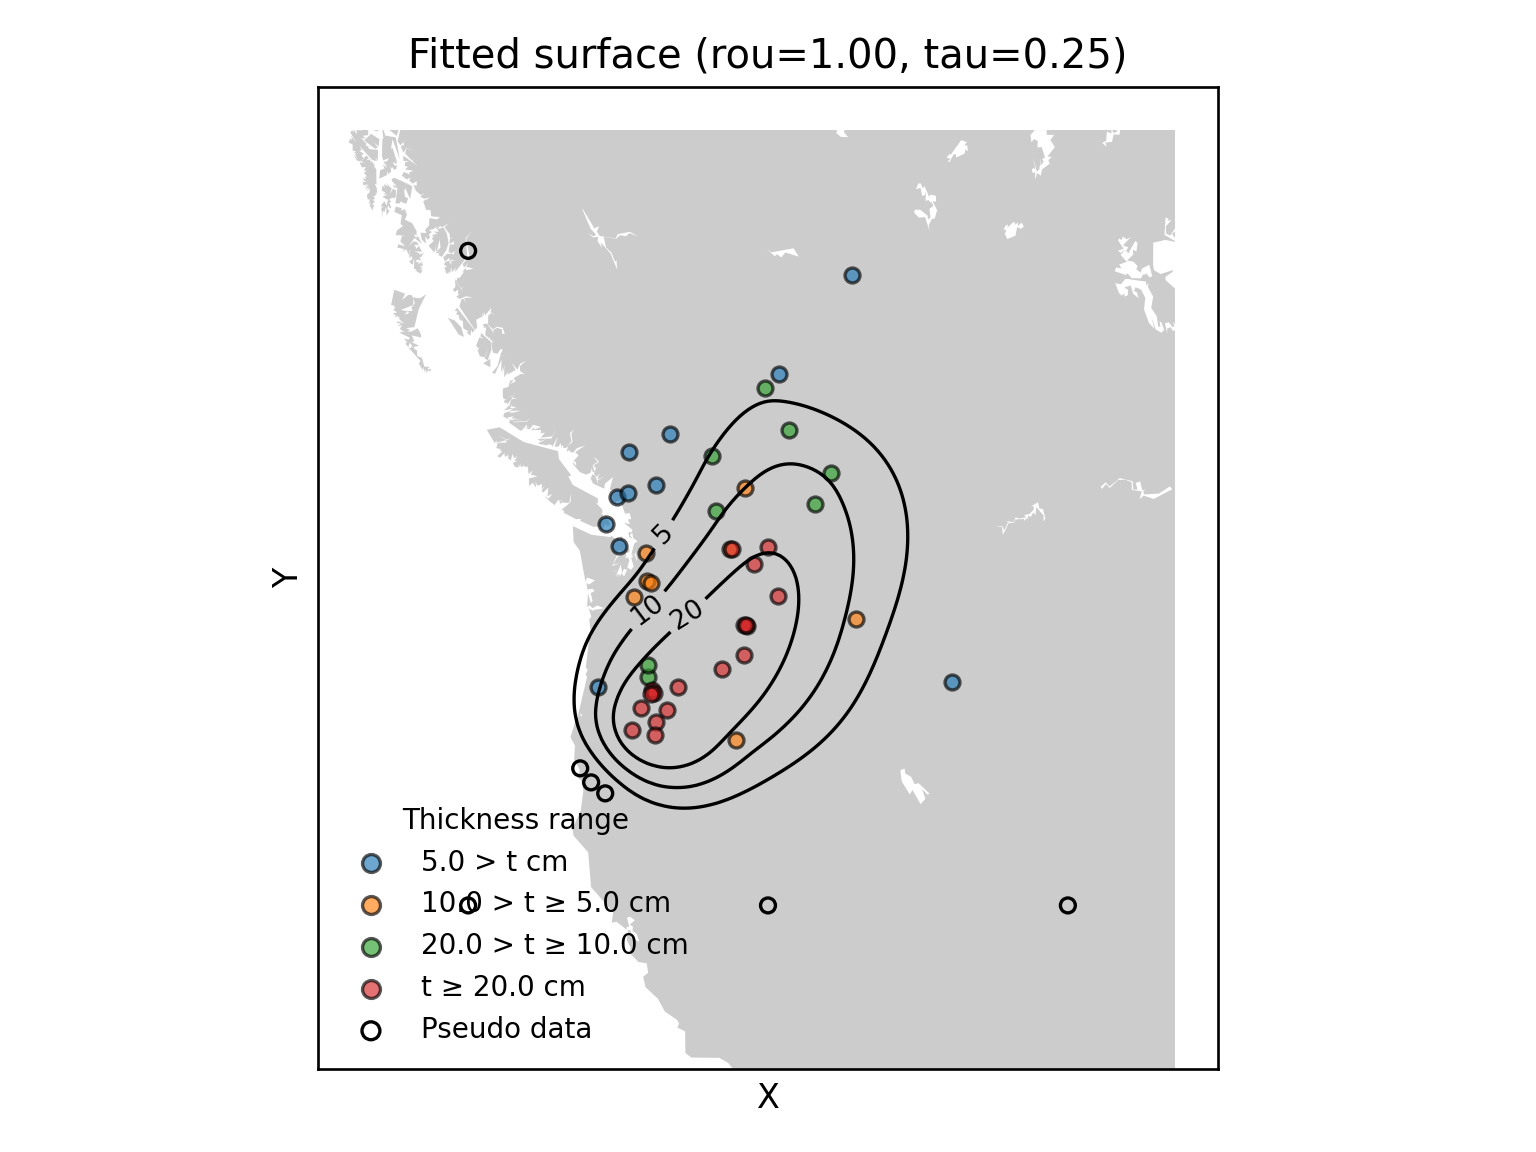 Fitted surface (rou=1.00, tau=0.25)
Y
5
10
20
Thickness range
5.0 > t cm
10.0 > t ≥ 5.0 cm
20.0 > t ≥ 10.0 cm
t ≥ 20.0 cm
Pseudo data
X